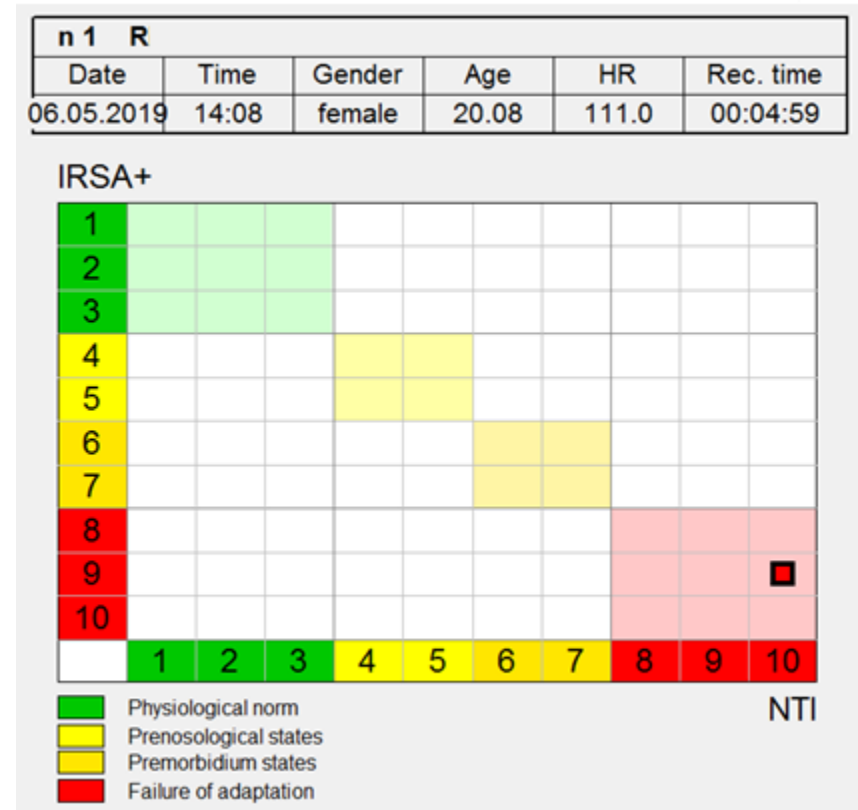 n 1 R
Date Time Gender Age HR Rec. time
06.05.2019 14:08 female 20.08 111.0 00:04:59
IRSA+
1
2
3
4
5
6
7
8
9
10
1 2 3 4 5 6 7 8 9 10
NTI
Physiological norm
Prenosological states
Premorbidium states
Failure of adaptation